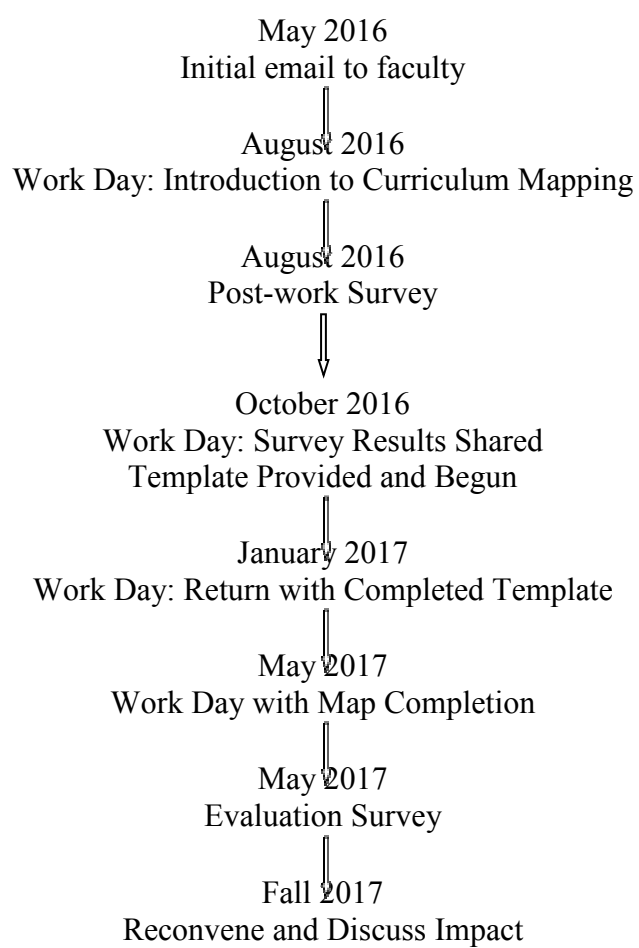 May 2016
Initial email to faculty
August 2016
Work Day: Introduction to Curriculum Mapping
August 2016
Post-work Survey
October 2016
Work Day: Survey Results Shared
Template Provided and Begun
January 2017
Work Day: Return with Completed Template
May 2017
Work Day with Map Completion
May 2017
Evaluation Survey
Fall 2017
Reconvene and Discuss Impact